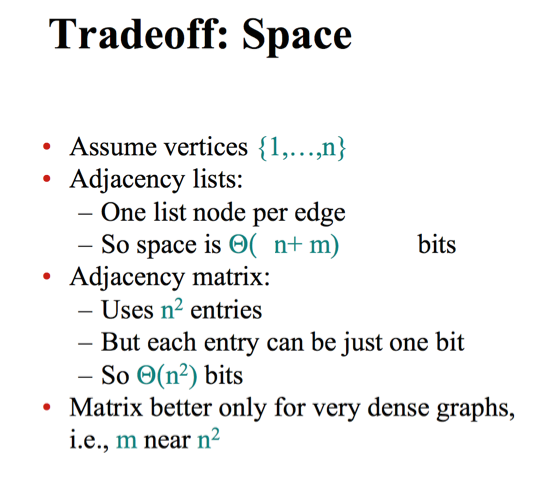 Tradeoff: Space
• Assume vertices {1,…,n}
• Adjacency lists:
– One list node per edge
– So space is Θ( n+ m) bits
• Adjacency matrix:
– Uses n² entries
– But each entry can be just one bit
– So Θ(n²) bits
• Matrix better only for very dense graphs,
i.e., m near n²